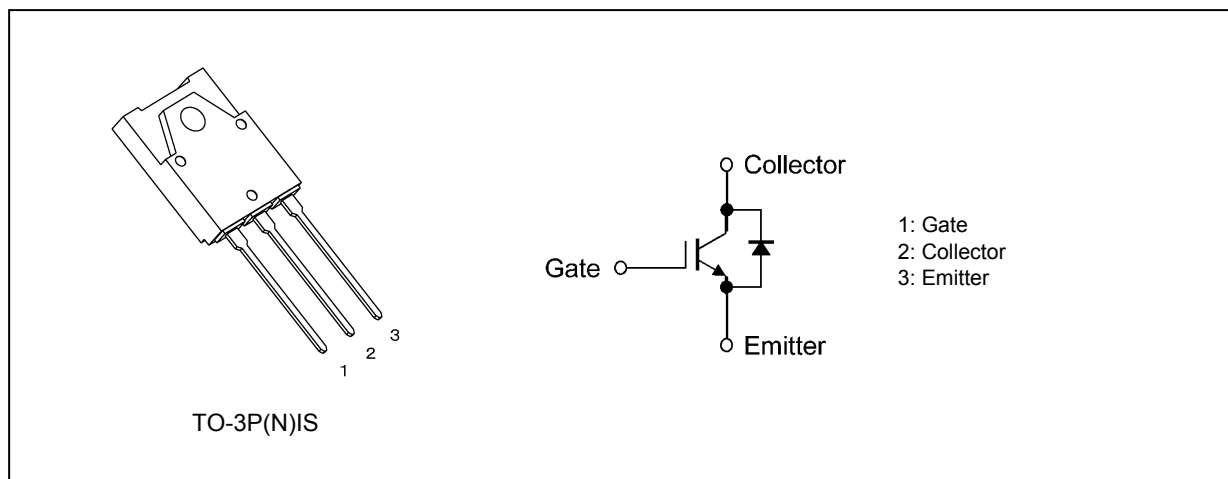 1
2
3
TO-3P(N)IS
Collector
Gate
Emitter
1: Gate
2: Collector
3: Emitter